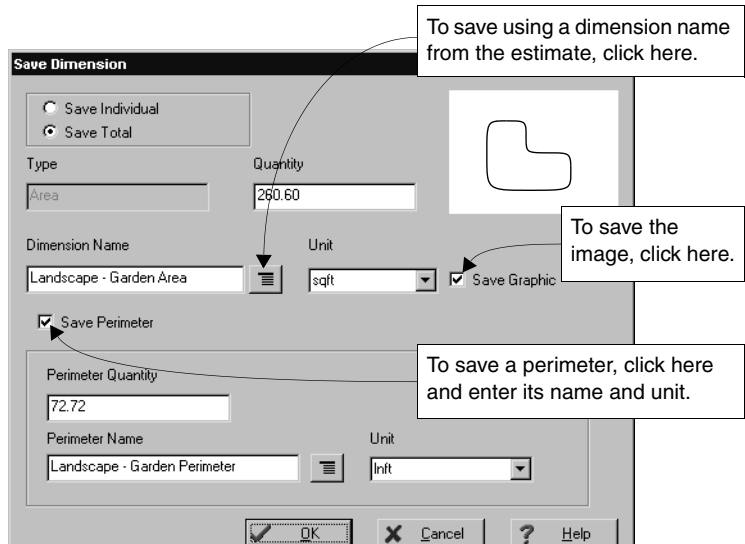 To save using a dimension name
from the estimate, click here.
Save Dimension
Save Individual
Save Total
Type
Quantity
Area
260.60
To save the
image, click here.
Dimension Name
Unit
Landscape - Garden Area
sqft
Save Graphic
Save Perimeter
To save a perimeter, click here
and enter its name and unit.
Perimeter Quantity
72.72
Perimeter Name
Unit
Landscape - Garden Perimeter
lnft
OK
Cancel
? Help